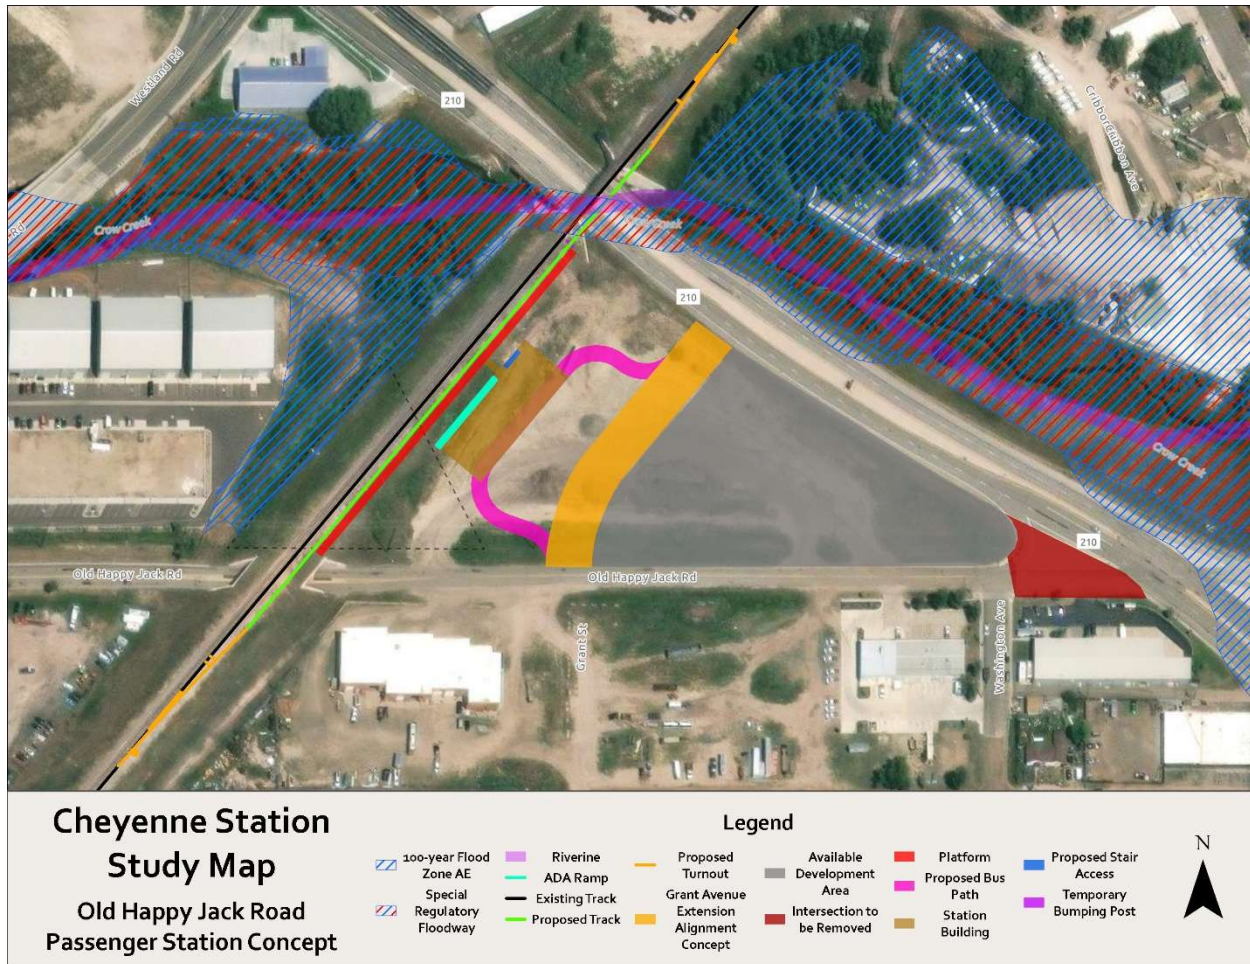 Westland Rd
210
Cribbon Ave
Crow Creek
Rd
210
Crow Creek
210
Old Happy Jack Rd
Old Happy Jack Rd
Grant St
Washington Ave
Cheyenne Station
Study Map
Old Happy Jack Road
Passenger Station Concept
Legend
100-year Flood
Zone AE
Special
Regulatory
Floodway
Riverine
ADA Ramp
Existing Track
Proposed Track
Proposed
Turnout
Grant Avenue
Extension
Alignment
Concept
Available
Development
Area
Intersection to
be Removed
Platform
Proposed Bus
Path
Station
Building
Proposed Stair
Access
Temporary
Bumping Post
N